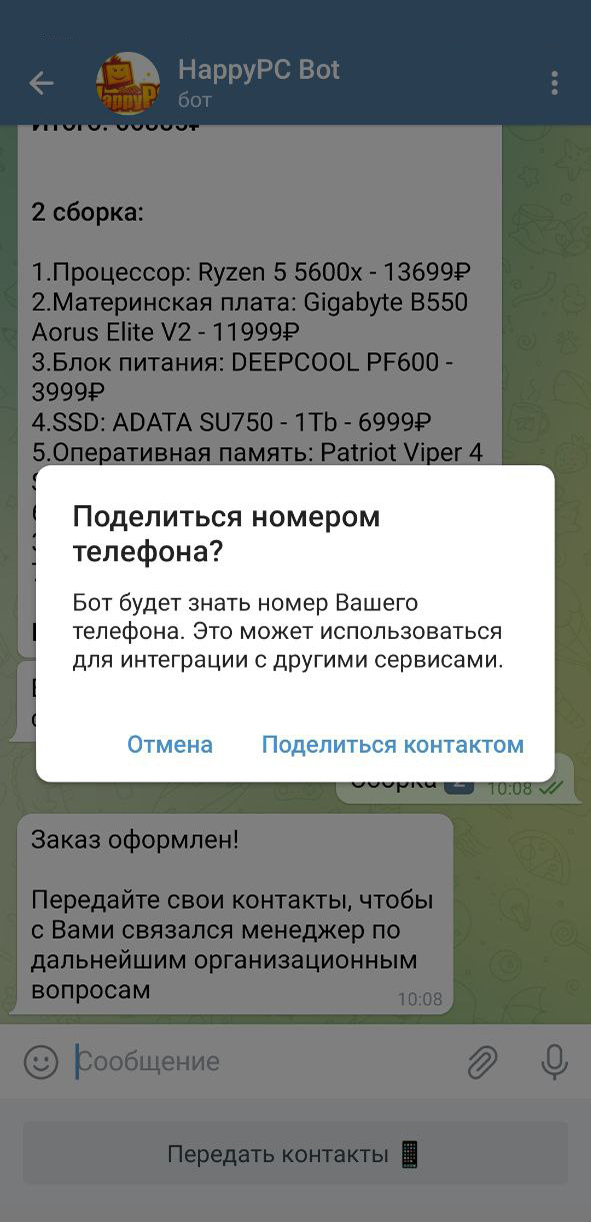 HappyPC Bot
бот
2 сборка:
1.Процессор: Ryzen 5 5600x - 13699₽
2.Материнская плата: Gigabyte B550
Aorus Elite V2 - 11999₽
3.Блок питания: DEEPCOOL PF600 -
3999₽
4.SSD: ADATA SU750 - 1Tb - 6999₽
5.Оперативная память: Patriot Viper 4
Поделиться номером
телефона?
Бот будет знать номер Вашего
телефона. Это может использоваться
для интеграции с другими сервисами.
Отмена Поделиться контактом
Сборка 2 10:08
Заказ оформлен!
Передайте свои контакты, чтобы
с Вами связался менеджер по
дальнейшим организационным
вопросам
10:08
Сообщение
Передать контакты